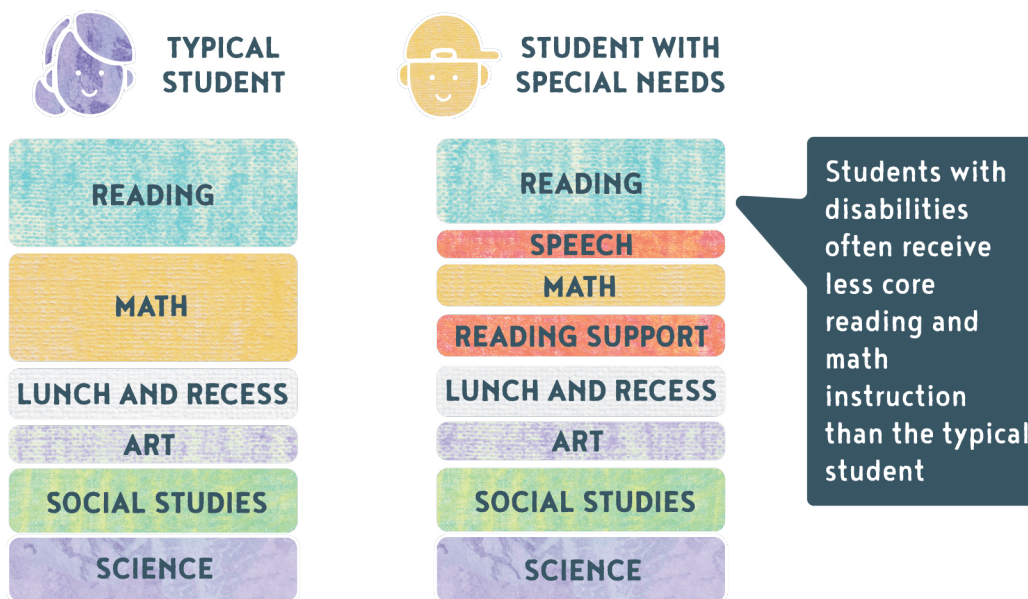 TYPICAL
STUDENT
READING
MATH
LUNCH AND RECESS
ART
SOCIAL STUDIES
SCIENCE
STUDENT WITH
SPECIAL NEEDS
READING
SPEECH
MATH
READING SUPPORT
LUNCH AND RECESS
ART
SOCIAL STUDIES
SCIENCE
Students with
disabilities
often receive
less core
reading and
math
instruction
than the typical
student